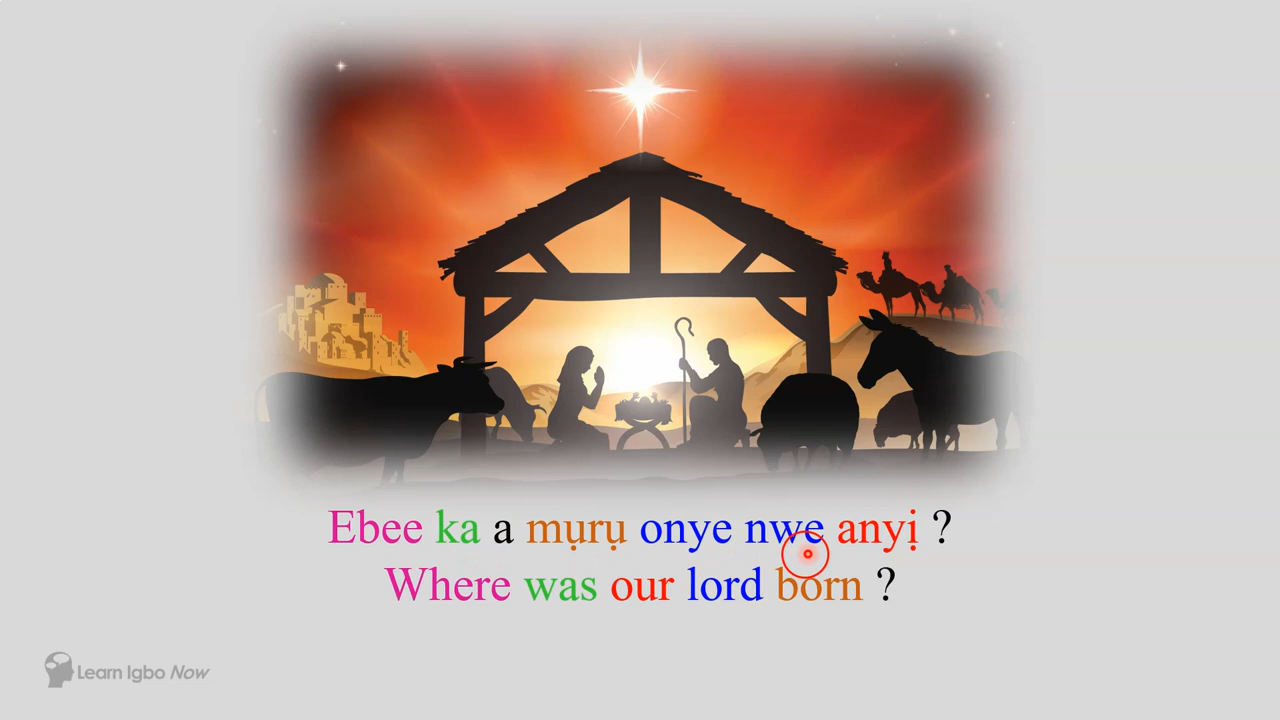 Ebee ka a mụrụ onye nwe anyị ?
Where was our lord born ?
Learn Igbo Now